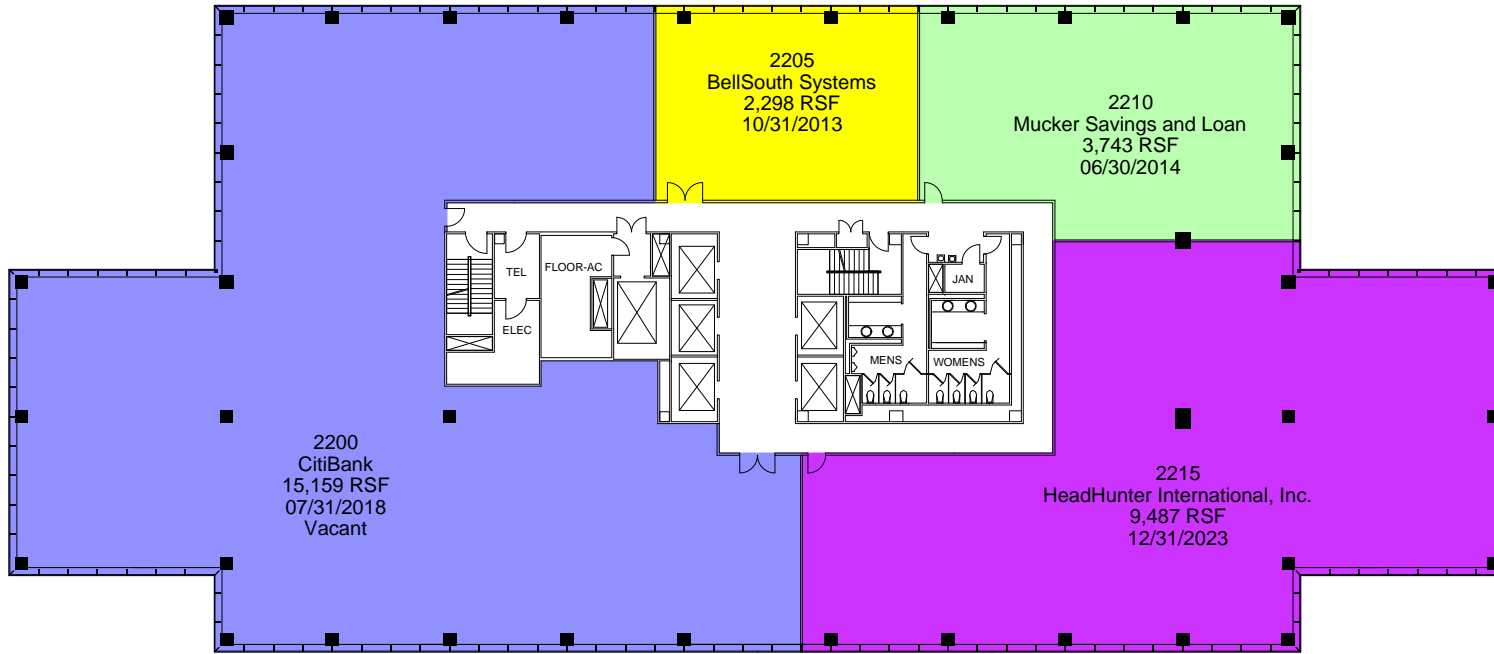 2205
BellSouth Systems
2,298 RSF
10/31/2013
2210
Mucker Savings and Loan
3,743 RSF
06/30/2014
TEL
FLOOR-AC
ELEC
JAN
MENS
WOMENS
2200
CitiBank
15,159 RSF
07/31/2018
Vacant
2215
HeadHunter International, Inc.
9,487 RSF
12/31/2023